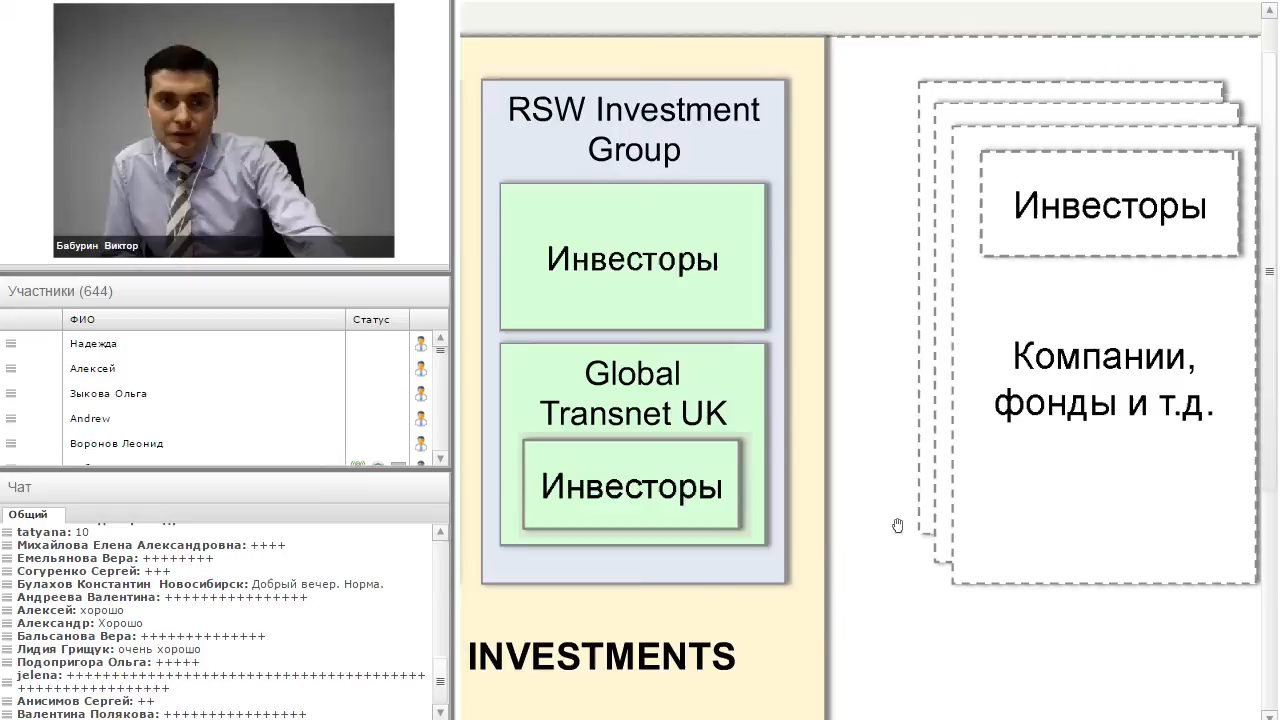 Бабурин Виктор
Участники (644)
ФИО Статус
Надежда
Алексей
Зыкова Ольга
Andrew
Воронов Леонид
Чат
Общий
tatyana: 10
Михайлова Елена Александровна: ++++
Емельянова Вера: ++++++++
Согуренко Сергей: +++
Булахов Константин Новосибирск: Добрый вечер. Норма.
Андреева Валентина: ++++++++++++++++
Алексей: хорошо
Александр: Хорошо
Бальсанова Вера: ++++++++++++++
Лидия Грищук: очень хорошо
Подопригора Ольга: +++++
jelena: ++++++++++++++++++++++++++++++++++++++++
+++++++++++++++++
Анисимов Сергей: ++
Валентина Полякова: ++++++++++++++++
RSW Investment
Group
Инвесторы
Global
Transnet UK
Инвесторы
INVESTMENTS
Инвесторы
Компании,
фонды и т.д.